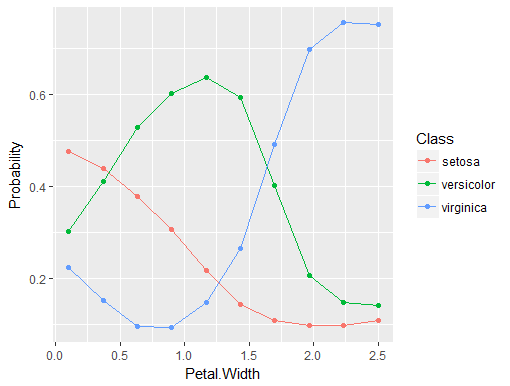 0.6
0.4
0.2
Probability
0.0 0.5 1.0 1.5 2.0 2.5
Petal.Width
Class
setosa
versicolor
virginica